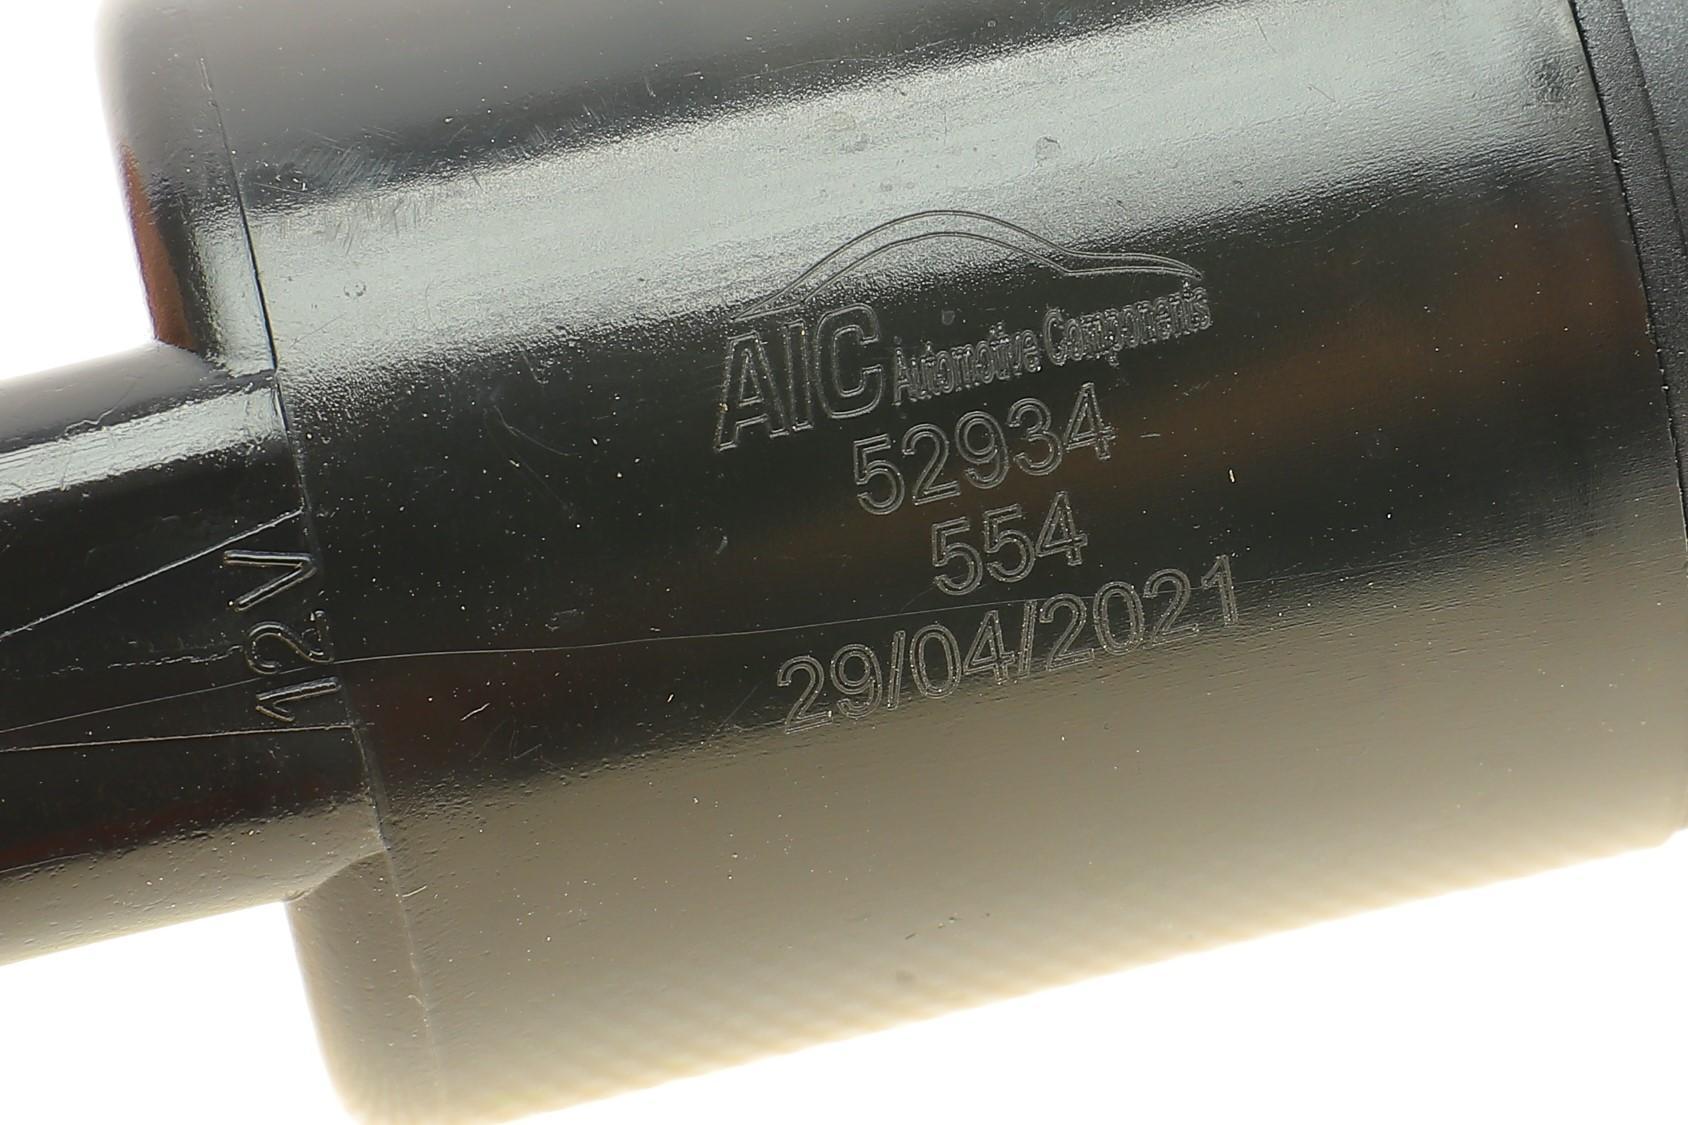 AIC Automotive Components
52934
554
29/04/2021
12V